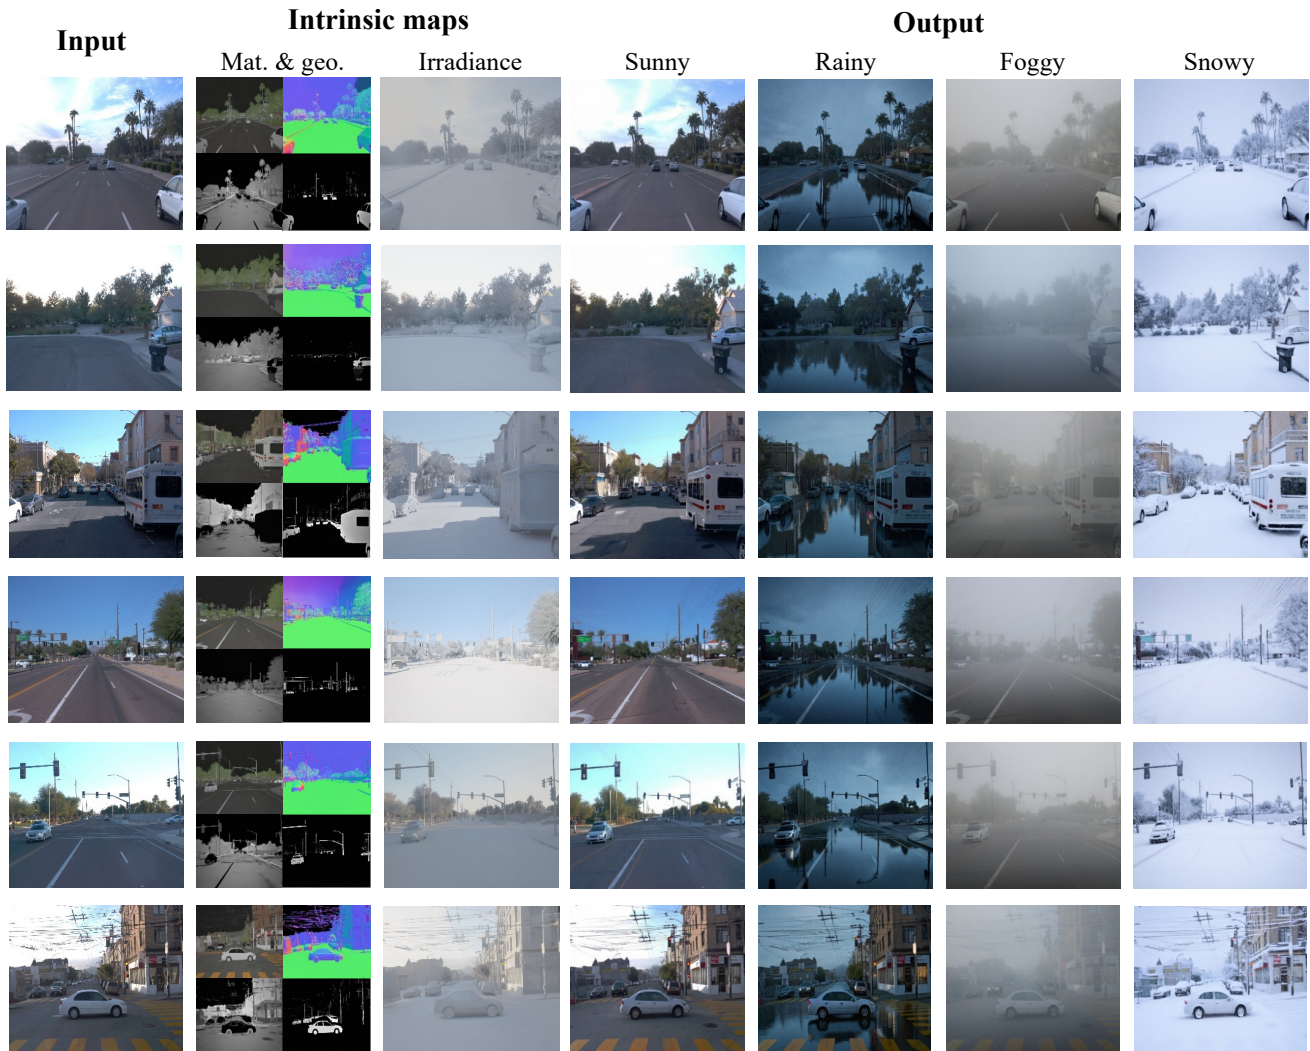 Input
Intrinsic maps
Output
Mat. & geo.
Irradiance
Sunny
Rainy
Foggy
Snowy